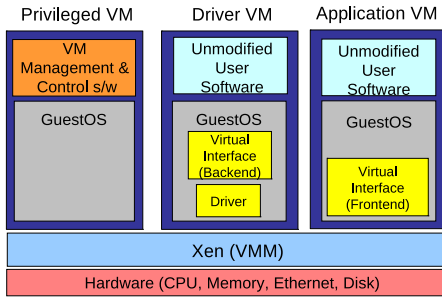 Privileged VM
VM
Management &
Control s/w
GuestOS
Driver VM
Unmodified
User
Software
GuestOS
Virtual
Interface
(Backend)
Driver
Application VM
Unmodified
User
Software
GuestOS
Virtual
Interface
(Frontend)
Xen (VMM)
Hardware (CPU, Memory, Ethernet, Disk)